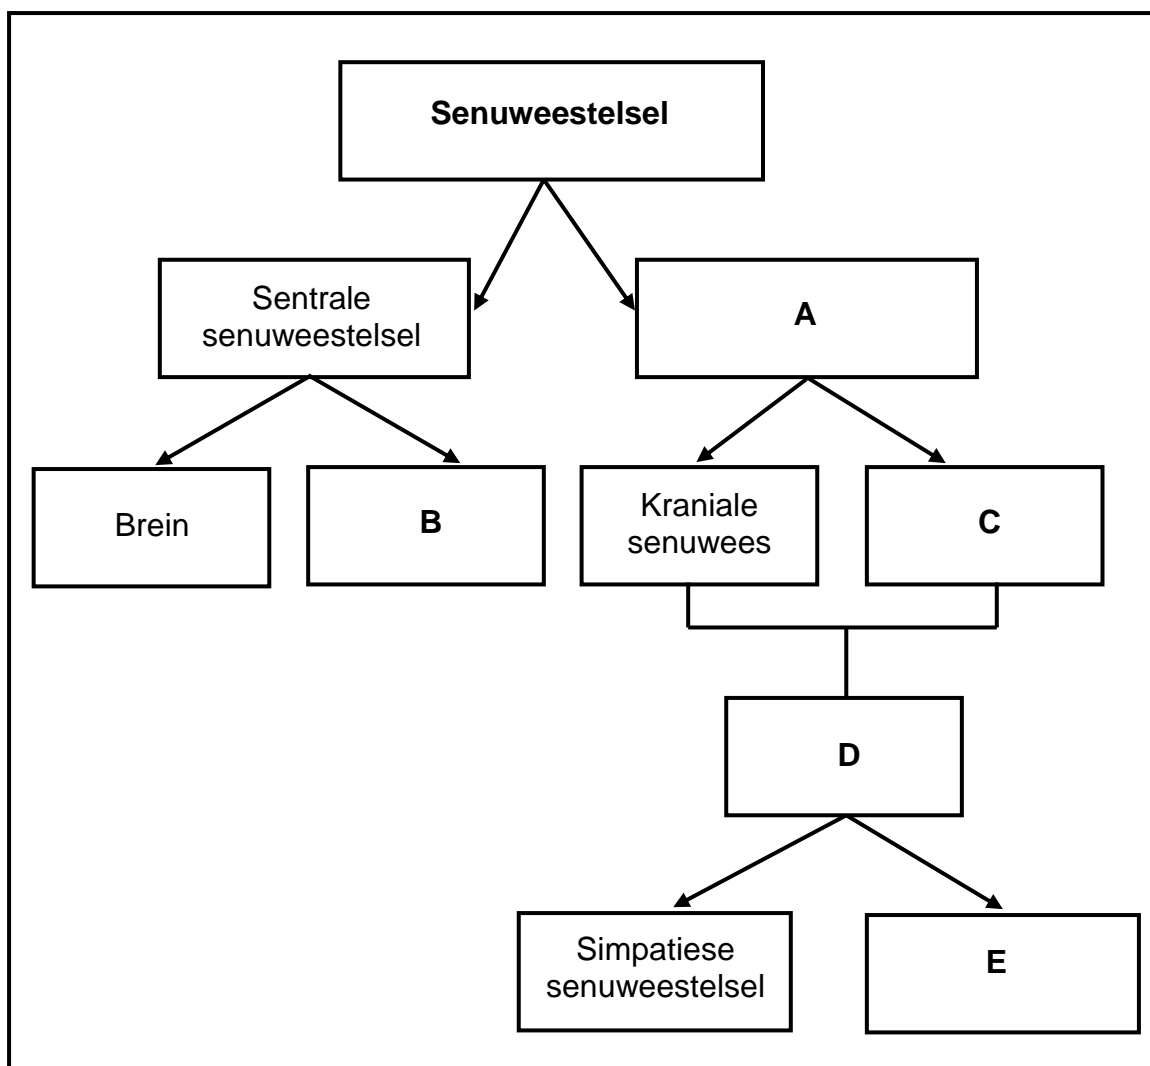 Senuweestelsel
Sentrale
senuweestelsel
A
Brein
B
Kraniale
senuwees
C
D
Simpatiese
senuweestelsel
E